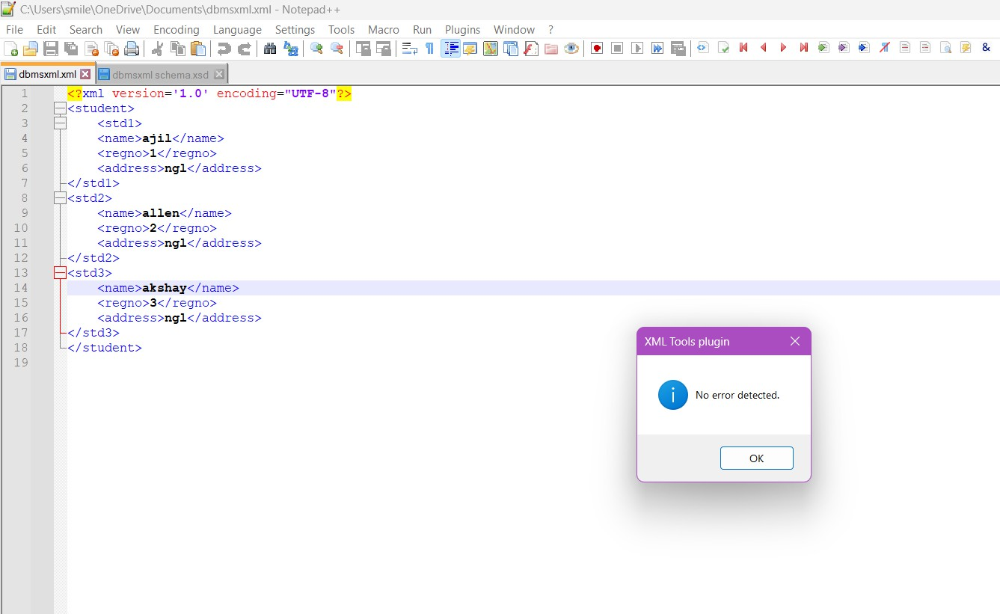 C:\Users\smile\OneDrive\Documents\dbmsxml.xml - Notepad++
File Edit Search View Encoding Language Settings Tools Macro Run Plugins Window ?
dbmsxml.xml dbmsxml schema.xsd
1 <?xml version='1.0' encoding="UTF-8"?>
2 <student>
3 <std1>
4 <name>ajil</name>
5 <regno>1</regno>
6 <address>ngl</address>
7 </std1>
8 <std2>
9 <name>allen</name>
10 <regno>2</regno>
11 <address>ngl</address>
12 </std2>
13 <std3>
14 <name>akshay</name>
15 <regno>3</regno>
16 <address>ngl</address>
17 </std3>
18 </student>
19
XML Tools plugin
No error detected.
OK